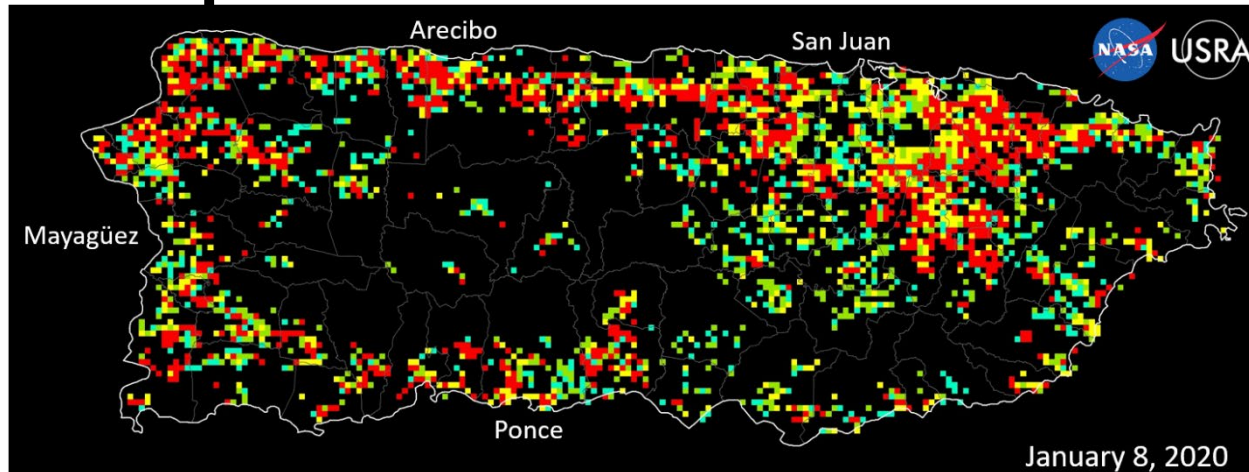 Arecibo
San Juan
NASA
USRA
Mayagüez
Ponce
January 8, 2020